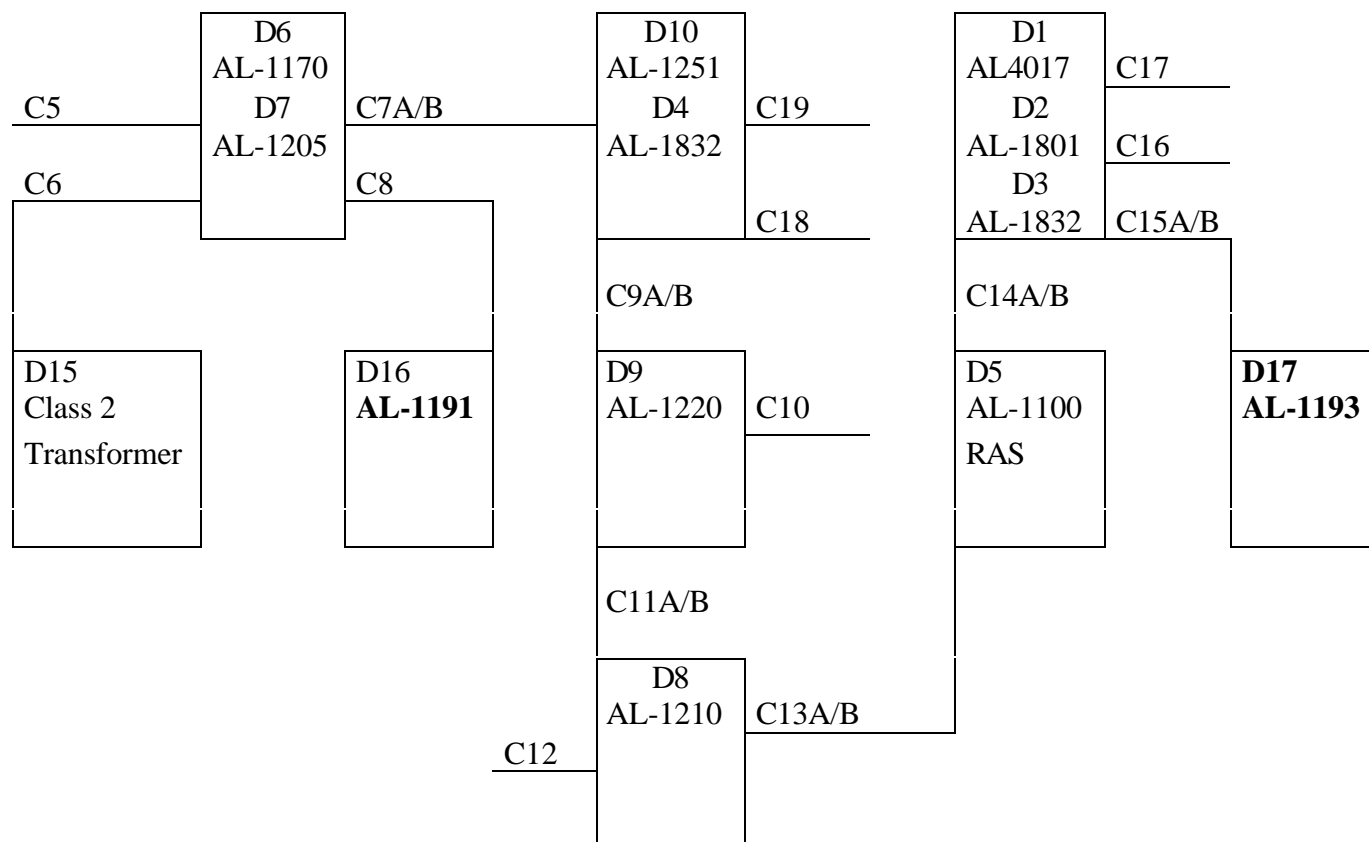 D6
AL-1170
D7
AL-1205
C5
C6
C7A/B
C8
D10
AL-1251
D4
AL-1832
C19
C18
D1
AL4017
D2
AL-1801
D3
AL-1832
C17
C16
C15A/B
C9A/B
C14A/B
D15
Class 2
Transformer
D16
AL-1191
D9
AL-1220
C10
D5
AL-1100
RAS
D17
AL-1193
C11A/B
D8
AL-1210
C13A/B
C12